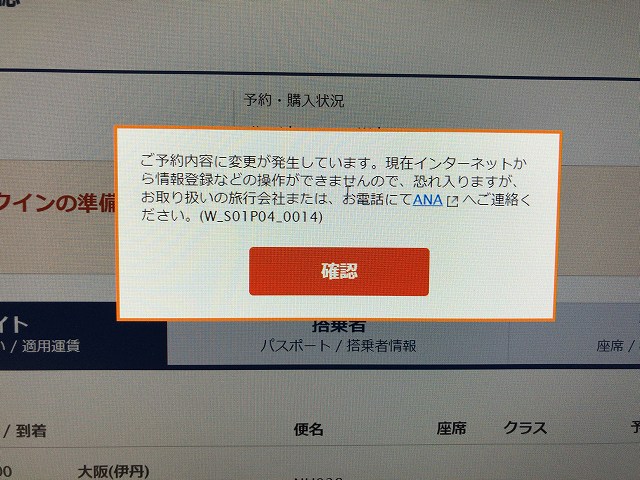 予約・購入状況
ご予約内容に変更が発生しています。現在インターネットか
ら情報登録などの操作ができませんので、恐れ入りますが、
お取り扱いの旅行会社または、お電話にてANA へご連絡く
ださい。(W_S01P04_0014)
クインの準備
確認
イト
搭乗者
い / 適用運賃
パスポート / 搭乗者情報
座席 /
/ 到着
便名
座席
クラス
予
00
大阪(伊丹)